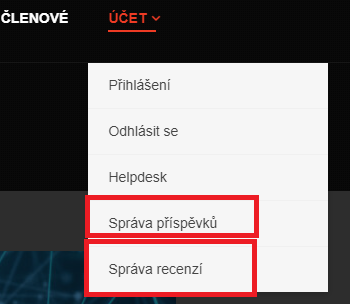 ČLENOVÉ ÚČET
Přihlášení
Odhlásit se
Helpdesk
Správa příspěvků
Správa recenzí